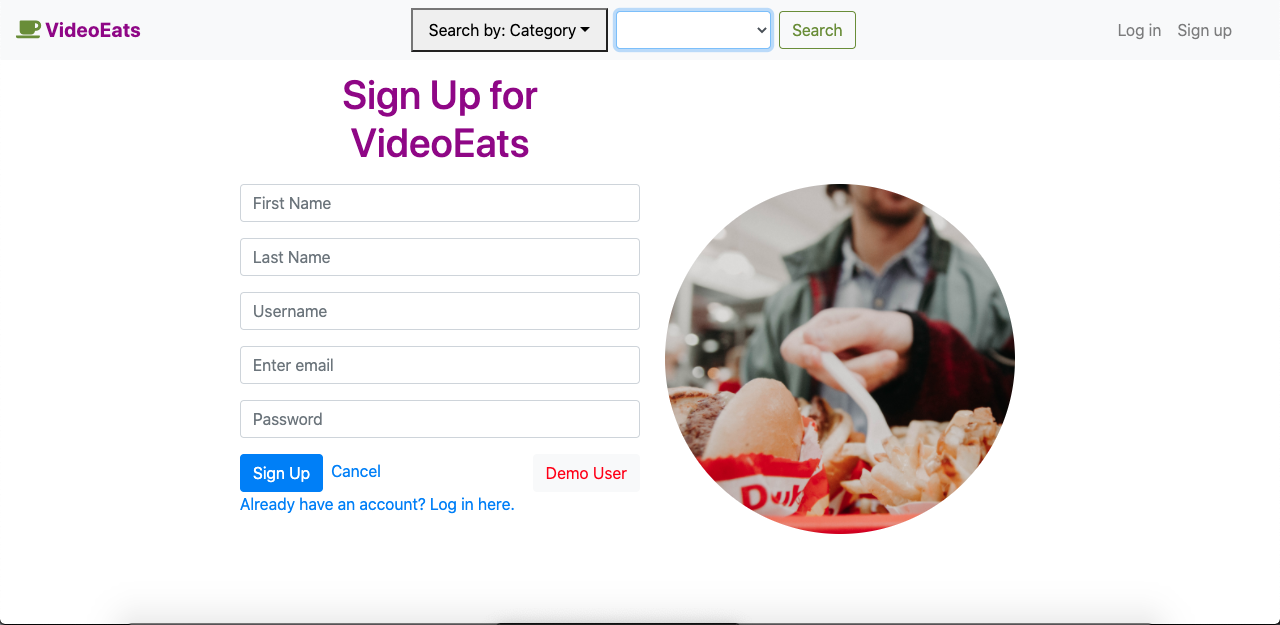 VideoEats
Search by: Category
Search
Log in
Sign up
Sign Up for
VideoEats
First Name
Last Name
Username
Enter email
Password
Sign Up
Cancel
Demo User
Already have an account? Log in here.